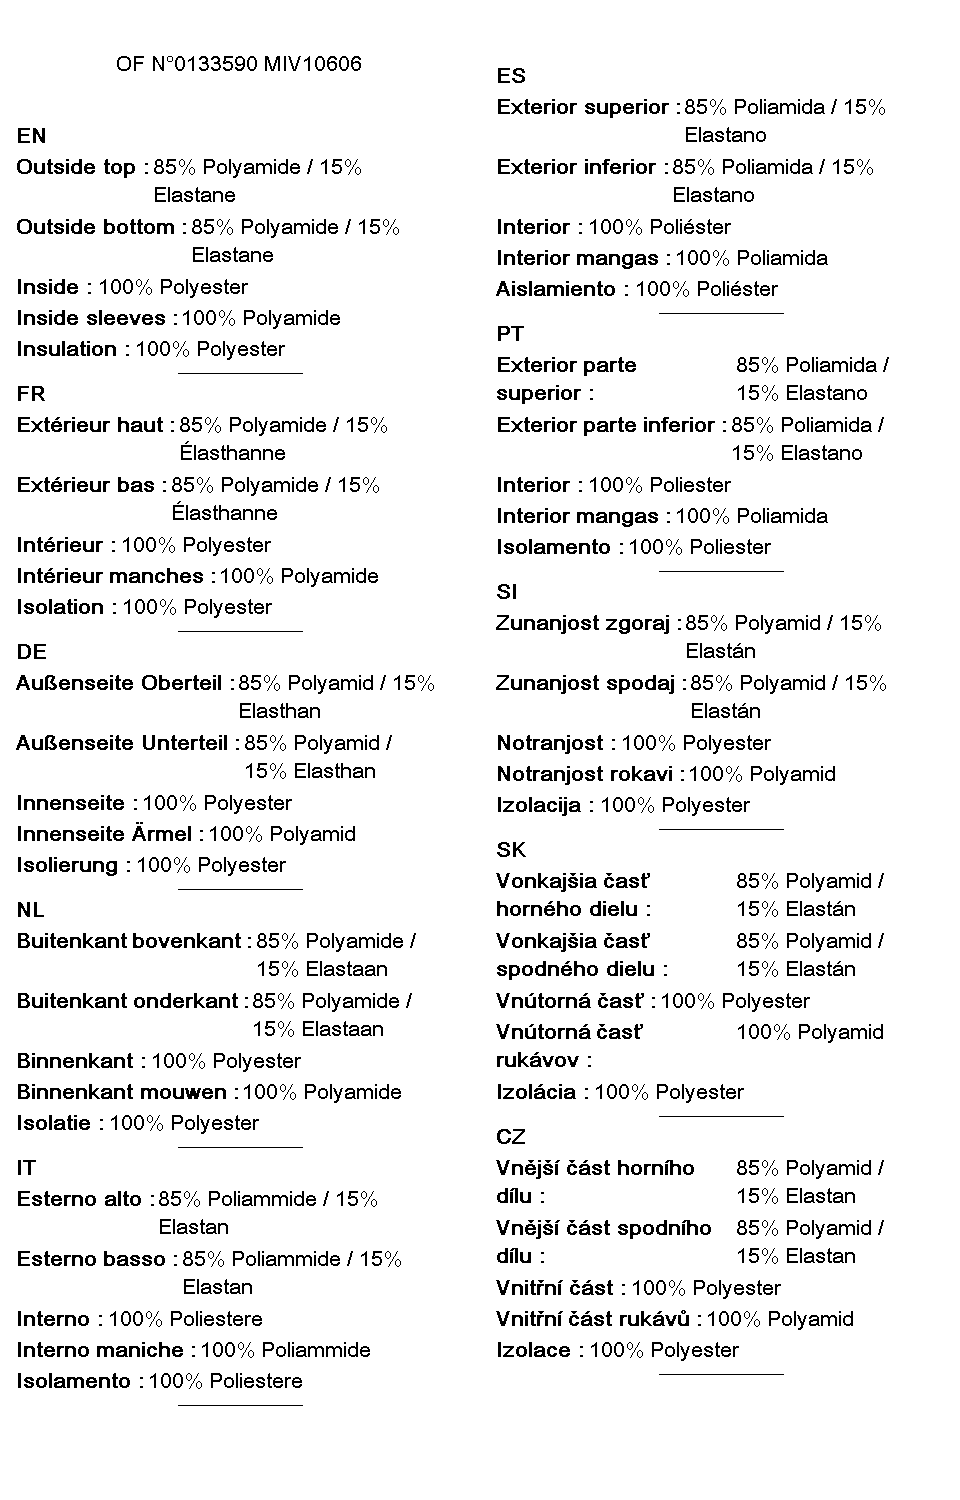 OF N°0133590 MIV10606
EN
Outside top : 85% Polyamide / 15%
Elastane
Outside bottom : 85% Polyamide / 15%
Elastane
Inside : 100% Polyester
Inside sleeves : 100% Polyamide
Insulation : 100% Polyester
FR
Extérieur haut : 85% Polyamide / 15%
Élasthanne
Extérieur bas : 85% Polyamide / 15%
Élasthanne
Intérieur : 100% Polyester
Intérieur manches : 100% Polyamide
Isolation : 100% Polyester
DE
Außenseite Oberteil : 85% Polyamid / 15%
Elasthan
Außenseite Unterteil : 85% Polyamid /
15% Elasthan
Innenseite : 100% Polyester
Innenseite Ärmel : 100% Polyamid
Isolierung : 100% Polyester
NL
Buitenkant bovenkant : 85% Polyamide /
15% Elastaan
Buitenkant onderkant : 85% Polyamide /
15% Elastaan
Binnenkant : 100% Polyester
Binnenkant mouwen : 100% Polyamide
Isolatie : 100% Polyester
IT
Esterno alto : 85% Poliammide / 15%
Elastan
Esterno basso : 85% Poliammide / 15%
Elastan
Interno : 100% Poliestere
Interno maniche : 100% Poliammide
Isolamento : 100% Poliestere
ES
Exterior superior : 85% Poliamida / 15%
Elastano
Exterior inferior : 85% Poliamida / 15%
Elastano
Interior : 100% Poliéster
Interior mangas : 100% Poliamida
Aislamiento : 100% Poliéster
PT
Exterior parte 85% Poliamida /
superior : 15% Elastano
Exterior parte inferior : 85% Poliamida /
15% Elastano
Interior : 100% Poliester
Interior mangas : 100% Poliamida
Isolamento : 100% Poliester
SI
Zunanjost zgoraj : 85% Polyamid / 15%
Elastán
Zunanjost spodaj : 85% Polyamid / 15%
Elastán
Notranjost : 100% Polyester
Notranjost rokavi : 100% Polyamid
Izolacija : 100% Polyester
SK
Vonkajšia časť 85% Polyamid /
horného dielu : 15% Elastán
Vonkajšia časť 85% Polyamid /
spodného dielu : 15% Elastán
Vnútorná časť : 100% Polyester
Vnútorná časť 100% Polyamid
rukávov :
Izolácia : 100% Polyester
CZ
Vnější část horního 85% Polyamid /
dílu : 15% Elastan
Vnější část spodního 85% Polyamid /
dílu : 15% Elastan
Vnitřní část : 100% Polyester
Vnitřní část rukávů : 100% Polyamid
Izolace : 100% Polyester